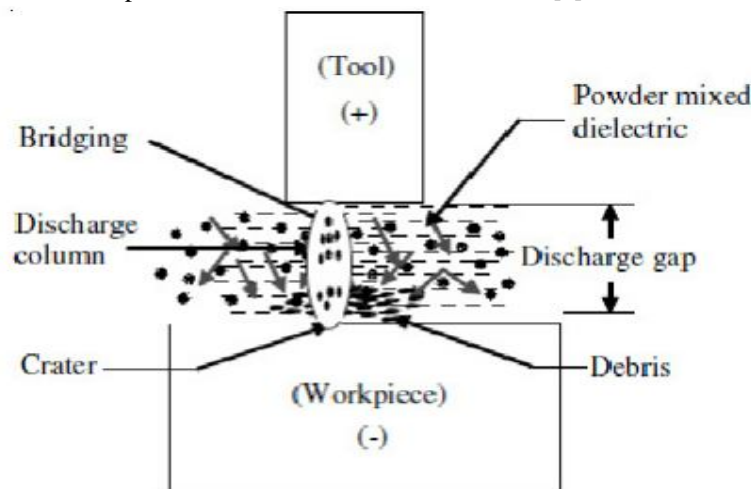 (Tool)
(+)
Powder mixed
dielectric
Bridging
Discharge
column
Discharge gap
Crater
Debris
(Workpiece)
(-)